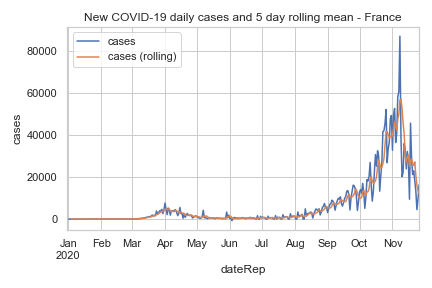 New COVID-19 daily cases and 5 day rolling mean - France
cases
cases (rolling)
80000
60000
40000
20000
0
cases
Jan Feb Mar Apr May Jun Jul Aug Sep Oct Nov
2020
dateRep